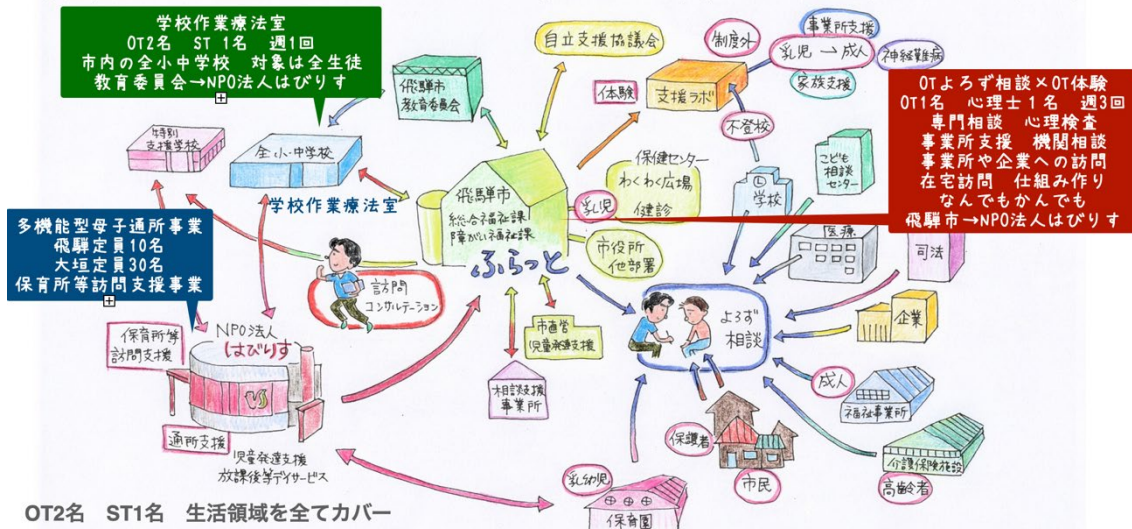 学校作業療法室
OT2名 ST 1名 週1回
市内の全小中学校 対象は全生徒
教育委員会→NPO法人はびりす
飛騨市
教育委員会
自立支援協議会
制度外
事業所支援
乳児→成人
神経難病
家族支援
体験
支援ラボ
不登校
OTよろず相談×OT体験
OT1名 心理士1名 週3回
専門相談 心理検査
事業所支援 機関相談
事業所や企業への訪問
在宅訪問 仕組み作り
なんでもかんでも
飛騨市→NPO法人はびりす
特別
支援学校
全小・中学校
学校作業療法室
飛騨市
総合福祉課
障がい福祉課
ふらっと
保健センター
わくわく広場
健診
乳児
市役所
他部署
学校
こども
相談
センター
医療
司法
企業
多機能型母子通所事業
飛騨定員10名
大垣定員30名
保育所等訪問支援事業
訪問
コンサルテーション
保育所等
訪問支援
NPO法人
はびりす
通所支援
児童発達支援
放課後等デイサービス
市直営
児童発達支援
相談支援
事業所
よろず
相談
成人
福祉事業所
保護者
市民
介護保険施設
高齢者
乳幼児
保育園
OT2名 ST1名 生活領域を全てカバー